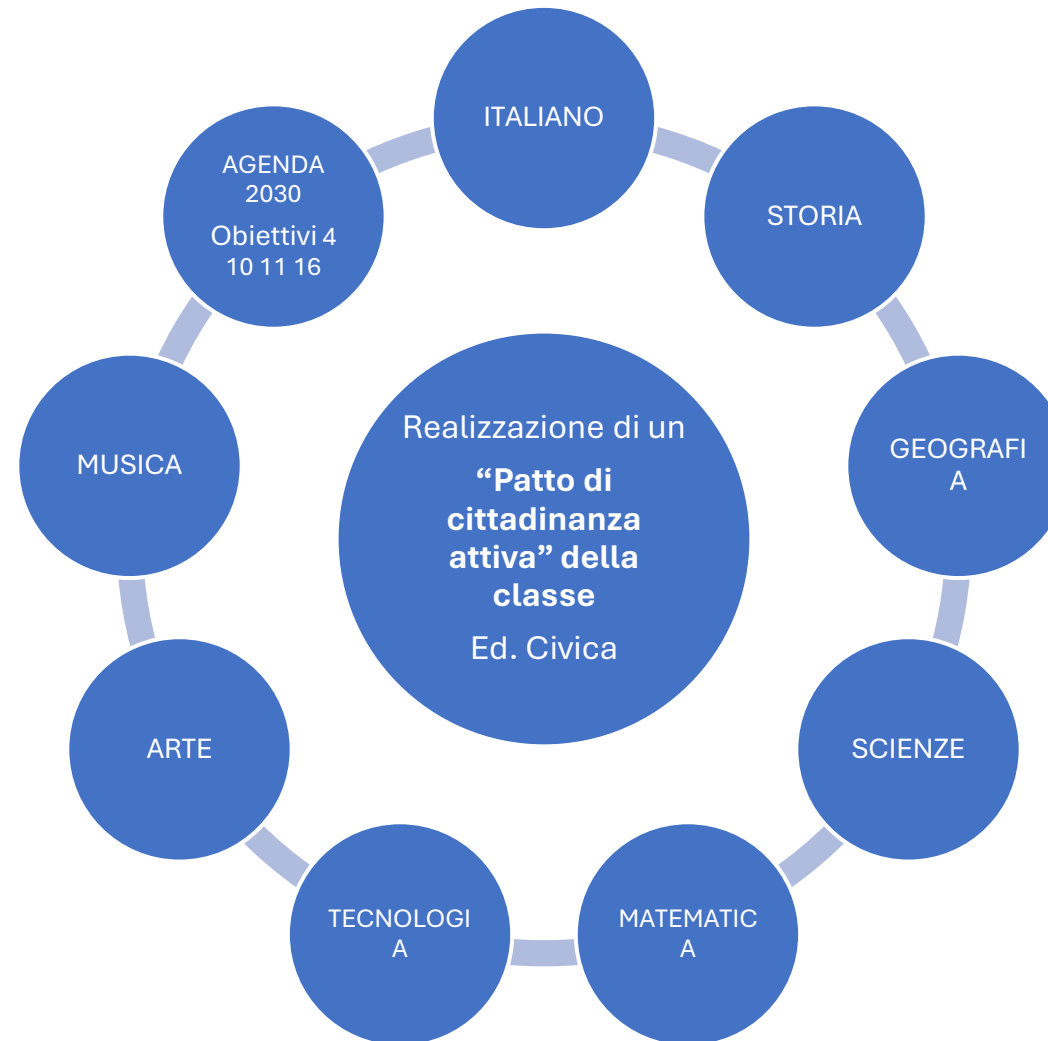 ITALIANO
STORIA
GEOGRAFI
A
SCIENZE
MATEMATIC
A
TECNOLOGI
A
ARTE
MUSICA
AGENDA
2030
Obiettivi 4
10 11 16
Realizzazione di un
“Patto di
cittadinanza
attiva” della
classe
Ed. Civica